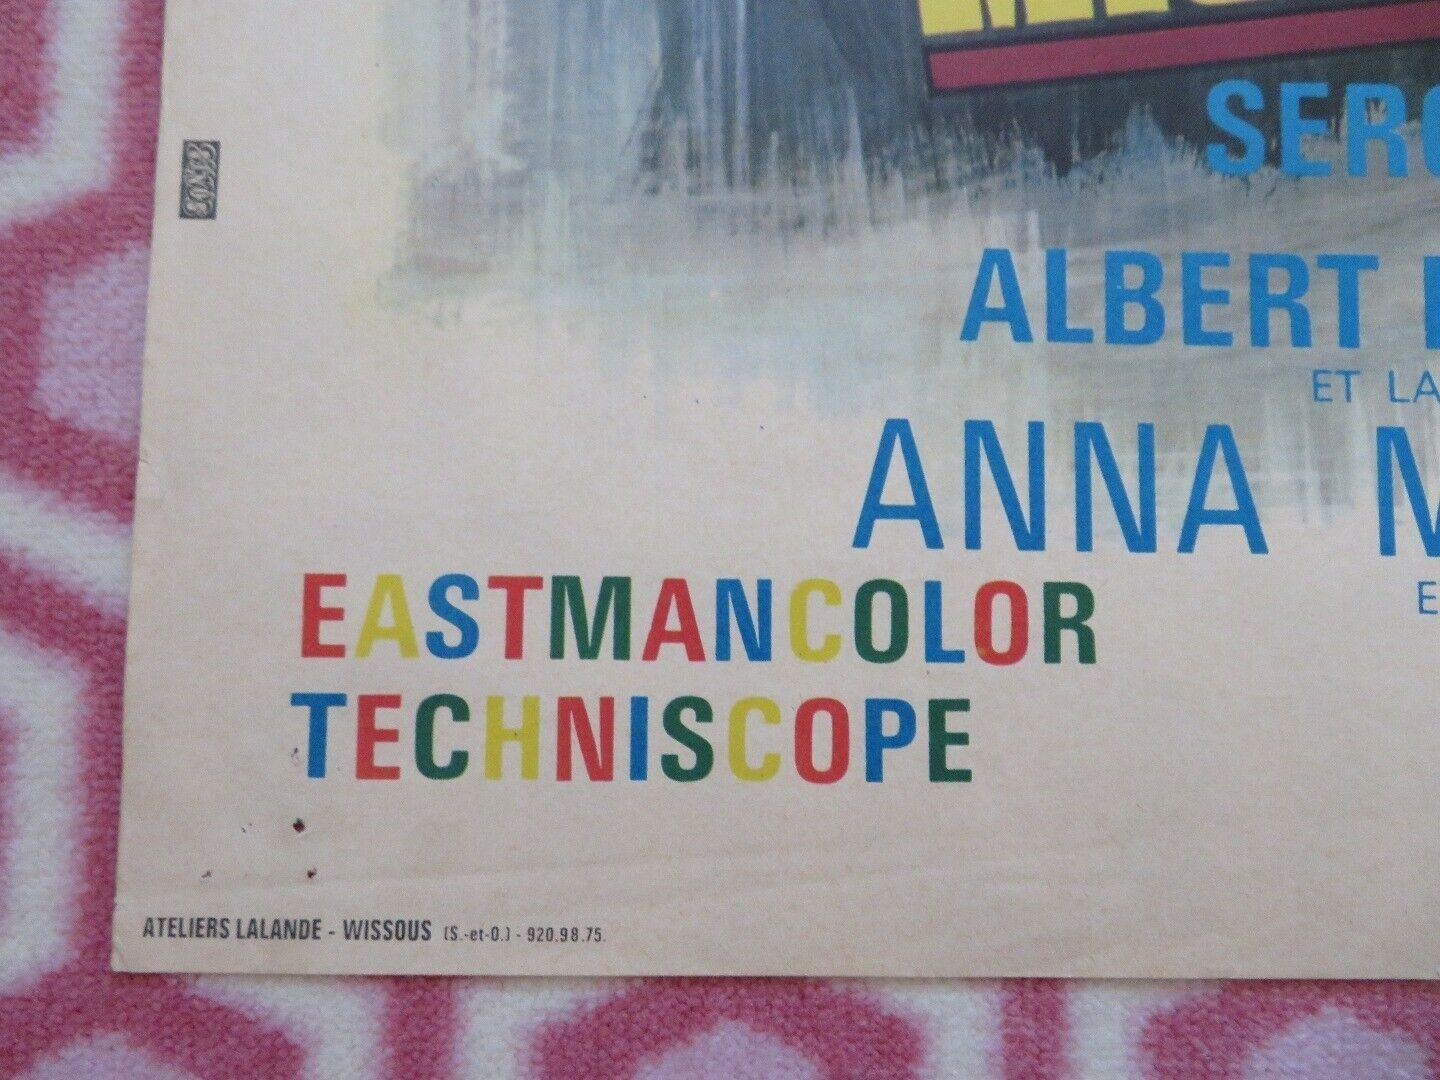 SERG
ALBERT
ET LA
ANNA M
E
EASTMANCOLOR
TECHNISCOPE
ATELIERS LALANDE - WISSOUS (S.-et-O.) - 920.98.75.